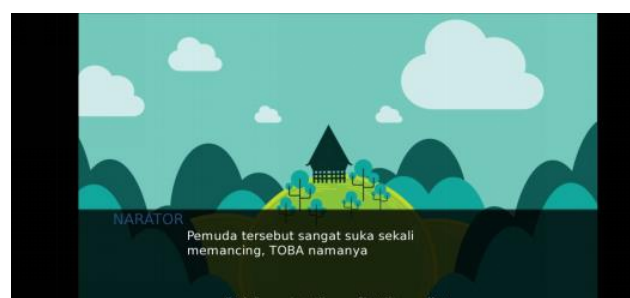 NARATOR
Pemuda tersebut sangat suka sekali
memancing, TOBA namanya